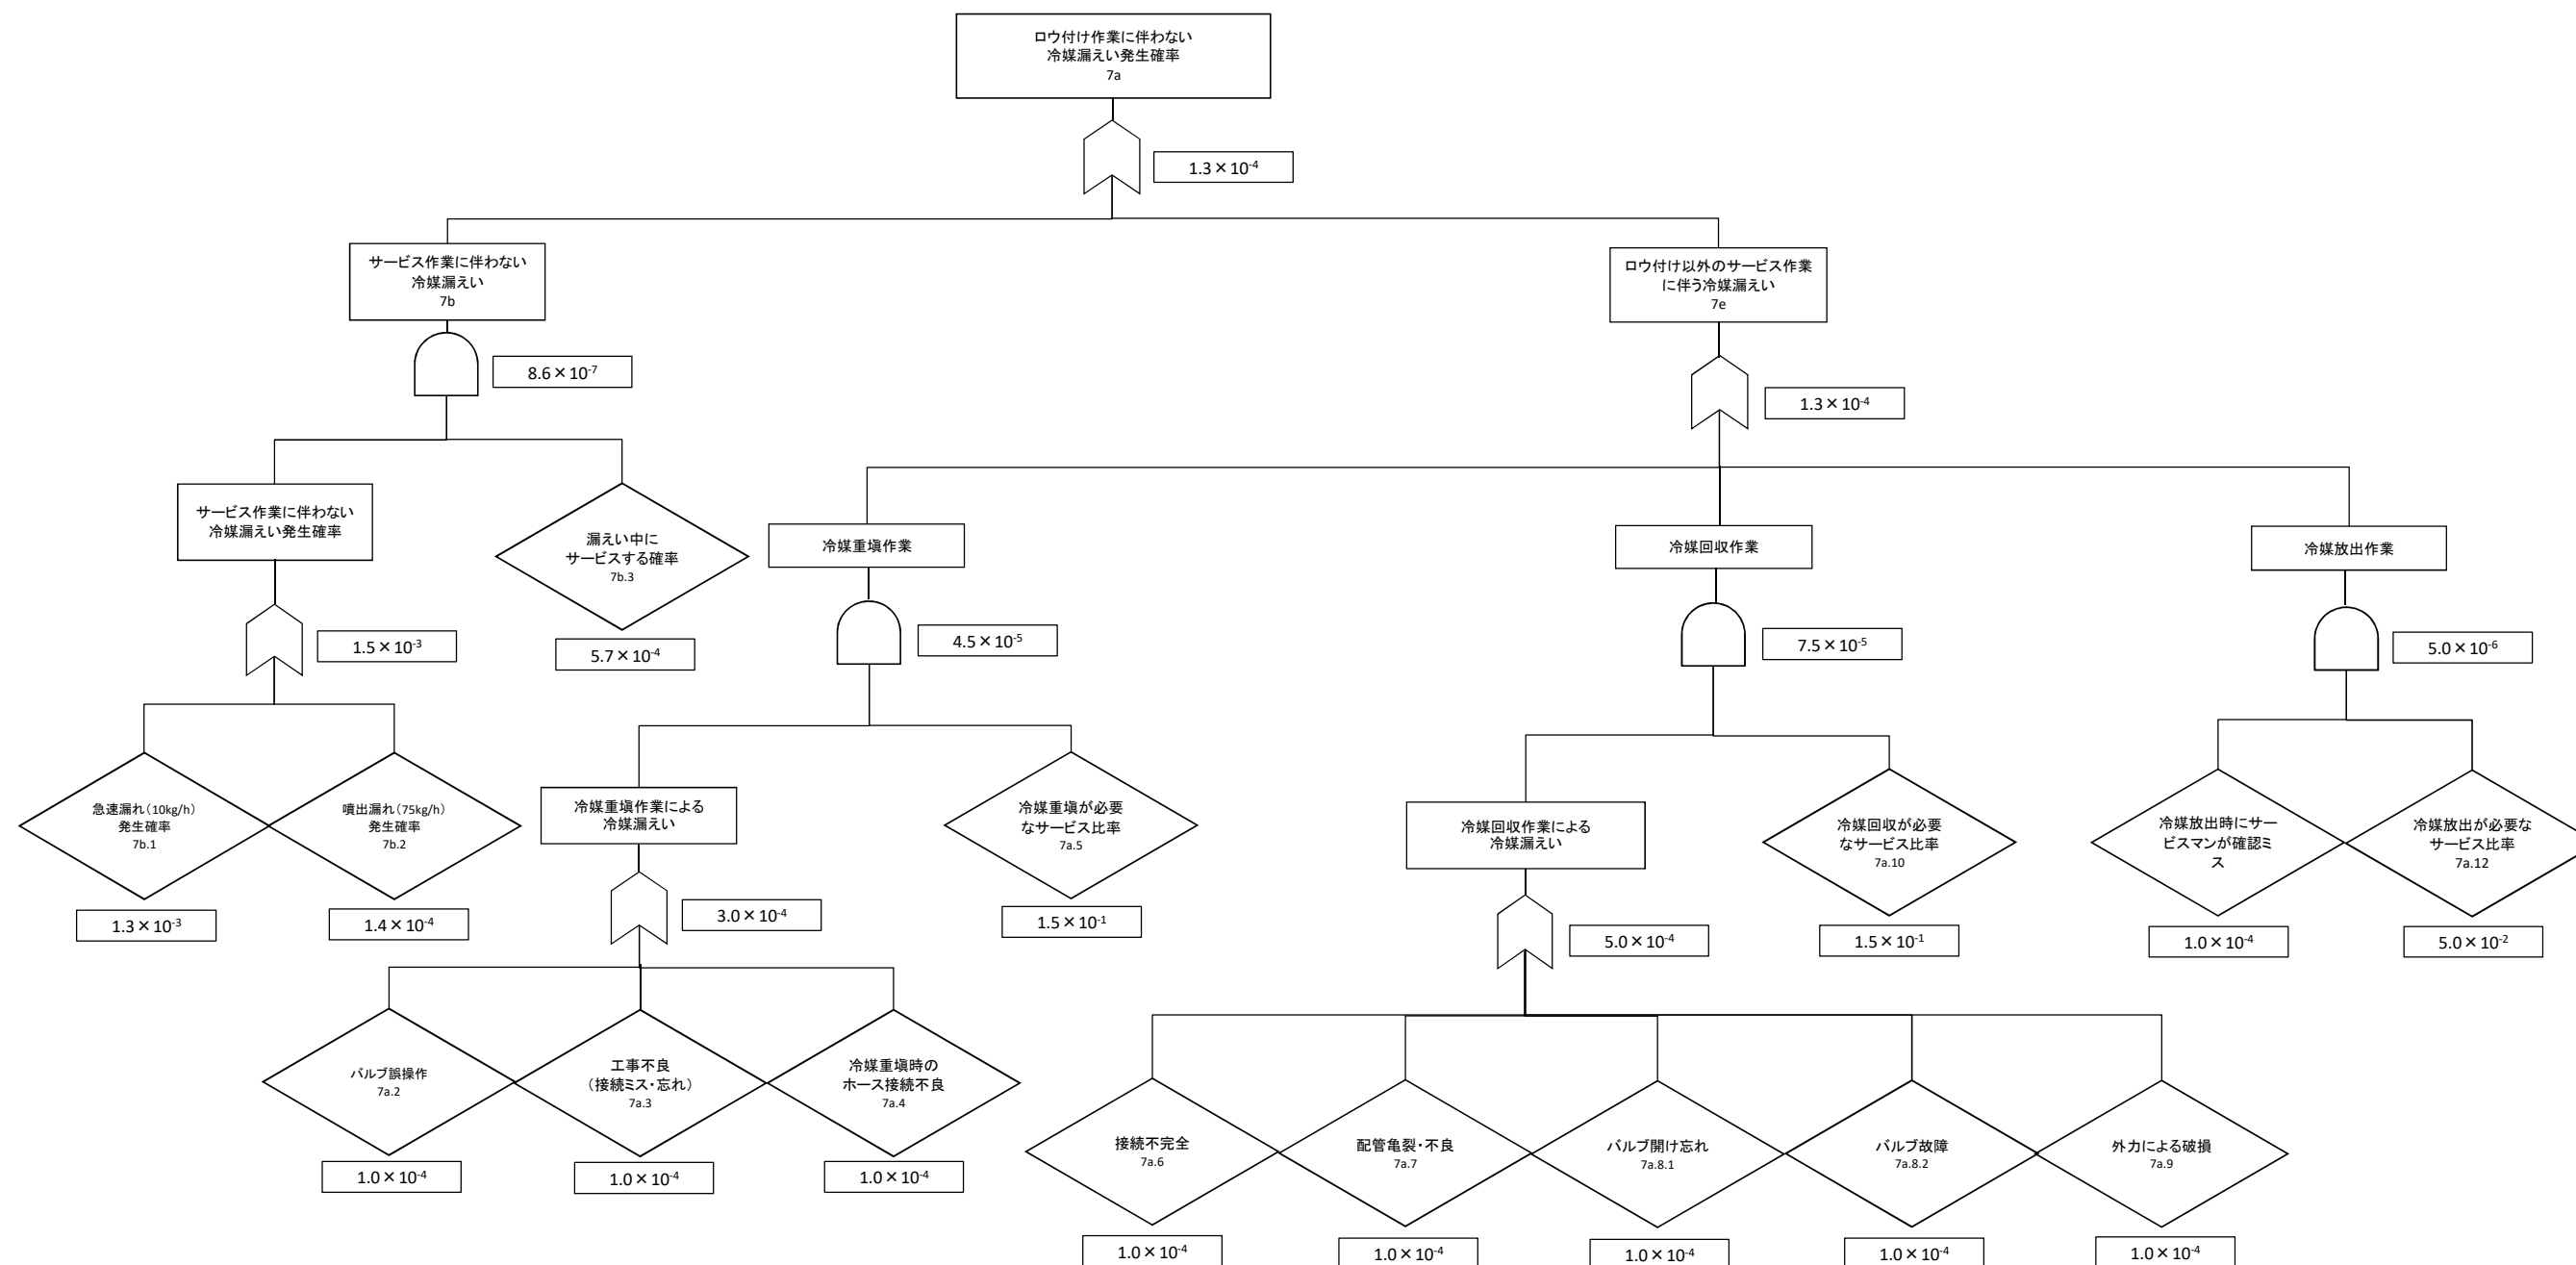 ロウ付け作業に伴わない
冷媒漏えい発生確率
7a
1.3×10-4
サービス作業に伴わない
冷媒漏えい
7b
8.6×10-7
ロウ付け以外のサービス作業
に伴う冷媒漏えい
7e
1.3×10-4
サービス作業に伴わない
冷媒漏えい発生確率
1.5×10-3
漏えい中に
サービスする確率
7b.3
5.7×10-4
冷媒重塡作業
4.5×10-5
冷媒回収作業
7.5×10-5
冷媒放出作業
5.0×10-6
急速漏れ（10kg/h）
発生確率
7b.1
1.3×10-3
噴出漏れ（75kg/h）
発生確率
7b.2
1.4×10-4
冷媒重塡作業による
冷媒漏えい
3.0×10-4
冷媒重塡が必要
なサービス比率
7a.5
1.5×10-1
冷媒回収作業による
冷媒漏えい
5.0×10-4
冷媒回収が必要
なサービス比率
7a.10
1.5×10-1
冷媒放出時にサー
ビスマンが確認ミ
ス
1.0×10-4
冷媒放出が必要な
サービス比率
7a.12
5.0×10-2
バルブ誤操作
7a.2
1.0×10-4
工事不良
（接続ミス・忘れ）
7a.3
1.0×10-4
冷媒重塡時の
ホース接続不良
7a.4
1.0×10-4
接続不完全
7a.6
1.0×10-4
配管亀裂・不良
7a.7
1.0×10-4
バルブ開け忘れ
7a.8.1
1.0×10-4
バルブ故障
7a.8.2
1.0×10-4
外力による破損
7a.9
1.0×10-4